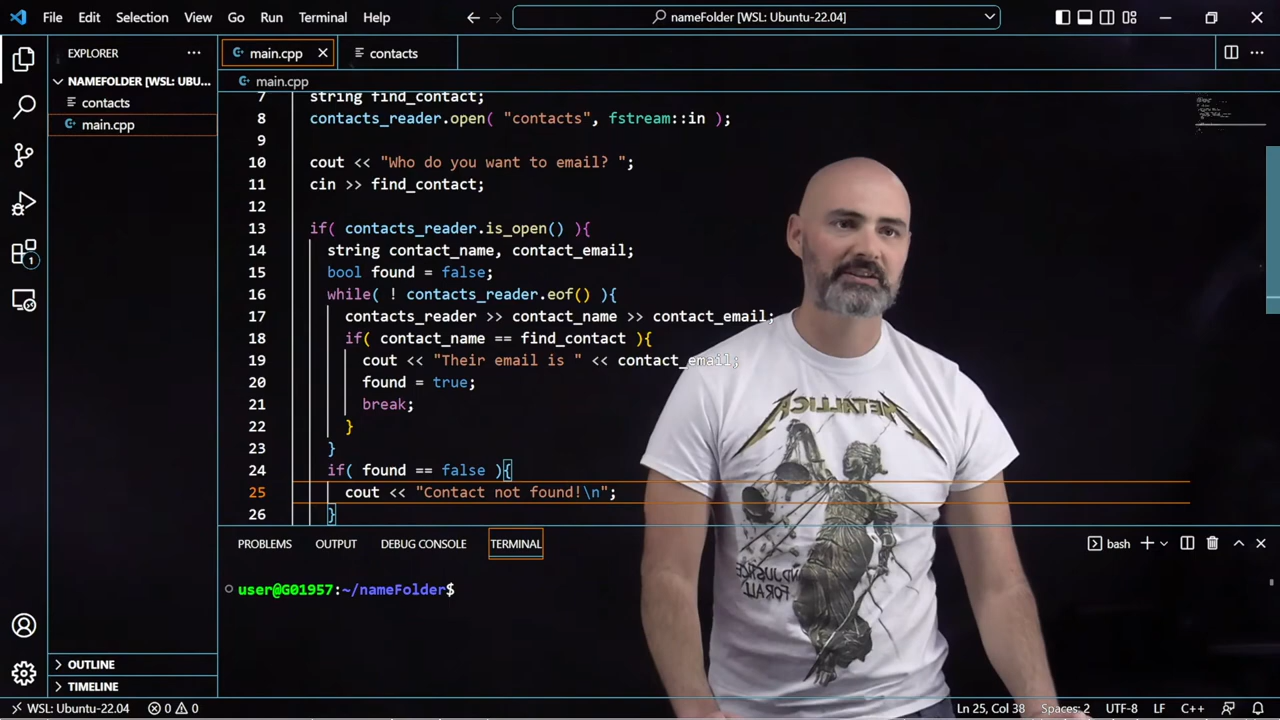 File Edit Selection View Go Run Terminal Help
nameFolder [WSL: Ubuntu-22.04]
EXPLORER
NAMEFOLDER [WSL: UBU...
contacts
main.cpp
1
OUTLINE
TIMELINE
main.cpp
contacts
main.cpp
7 string find_contact;
8 contacts_reader.open( "contacts", fstream::in );
9
10 cout << "Who do you want to email? ";
11 cin >> find_contact;
12
13 if( contacts_reader.is_open() ){
14 string contact_name, contact_email;
15 bool found = false;
16 while( ! contacts_reader.eof() ){
17 contacts_reader >> contact_name >> contact_email;
18 if( contact_name == find_contact ){
19 cout << "Their email is " << contact_email;
20 found = true;
21 break;
22 }
23 }
24 if( found == false ){
25 cout << "Contact not found!\n";
26 }
METALLICA
AND JUSTICE
FOR ALL
PROBLEMS OUTPUT DEBUG CONSOLE TERMINAL
bash
user@G01957:~/nameFolder$
WSL: Ubuntu-22.04 0 0 Ln 25, Col 38 Spaces: 2 UTF-8 LF C++